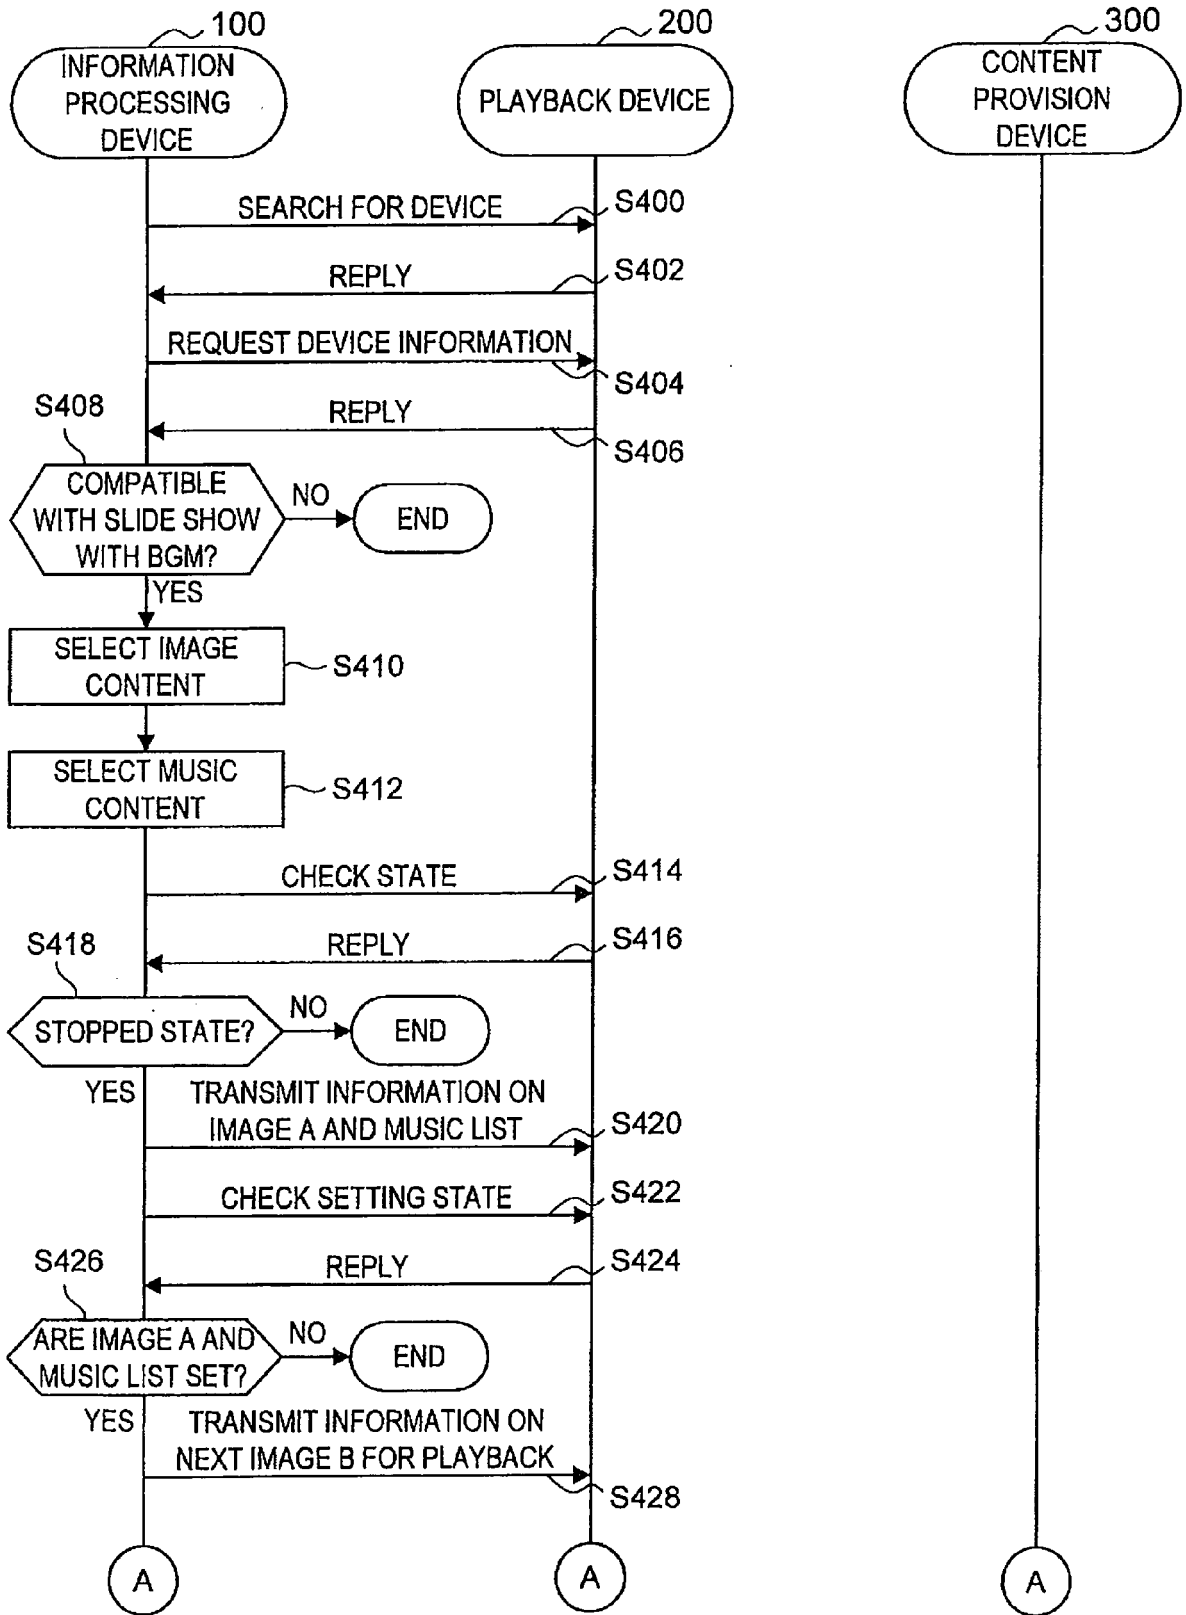 100
200
300
INFORMATION
PROCESSING
DEVICE
PLAYBACK DEVICE
CONTENT
PROVISION
DEVICE
SEARCH FOR DEVICE
S400
REPLY
S402
REQUEST DEVICE INFORMATION
S404
REPLY
S406
S408
COMPATIBLE
WITH SLIDE SHOW
WITH BGM?
NO
END
YES
SELECT IMAGE
CONTENT
S410
SELECT MUSIC
CONTENT
S412
CHECK STATE
S414
REPLY
S416
S418
STOPPED STATE?
NO
END
YES
TRANSMIT INFORMATION ON
IMAGE A AND MUSIC LIST
S420
CHECK SETTING STATE
S422
REPLY
S424
S426
ARE IMAGE A AND
MUSIC LIST SET?
NO
END
YES
TRANSMIT INFORMATION ON
NEXT IMAGE B FOR PLAYBACK
S428
A
A
A